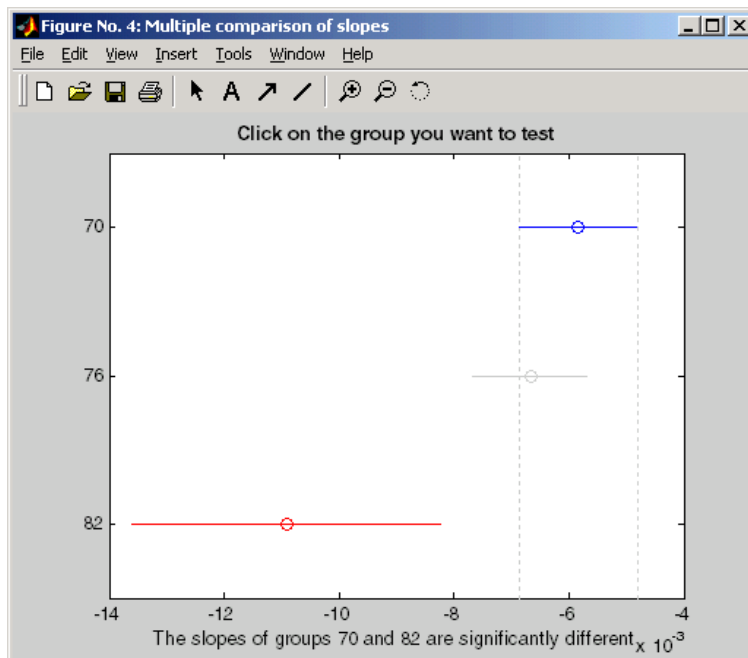 Figure No. 4: Multiple comparison of slopes
File Edit View Insert Tools Window Help
A
Click on the group you want to test
70
76
82
-14 -12 -10 -8 -6 -4
The slopes of groups 70 and 82 are significantly different x 10-3